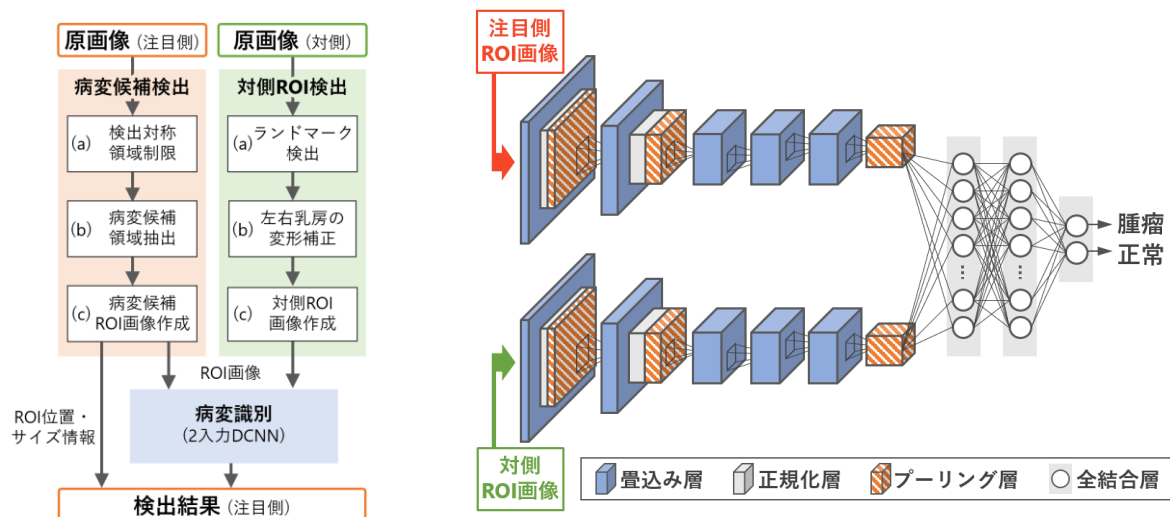 原画像(注目側)
原画像(対側)
病変候補検出
対側ROI検出
(a) 検出対称
領域制限
(a) ランドマーク
検出
(b) 病変候補
領域抽出
(b) 左右乳房の
変形補正
(c) 病変候補
ROI画像作成
(c) 対側ROI
画像作成
ROI画像
ROI位置・
サイズ情報
病変識別
(2入力DCNN)
検出結果(注目側)
注目側
ROI画像
腫瘤
正常
対側
ROI画像
畳込み層
正規化層
プーリング層
全結合層